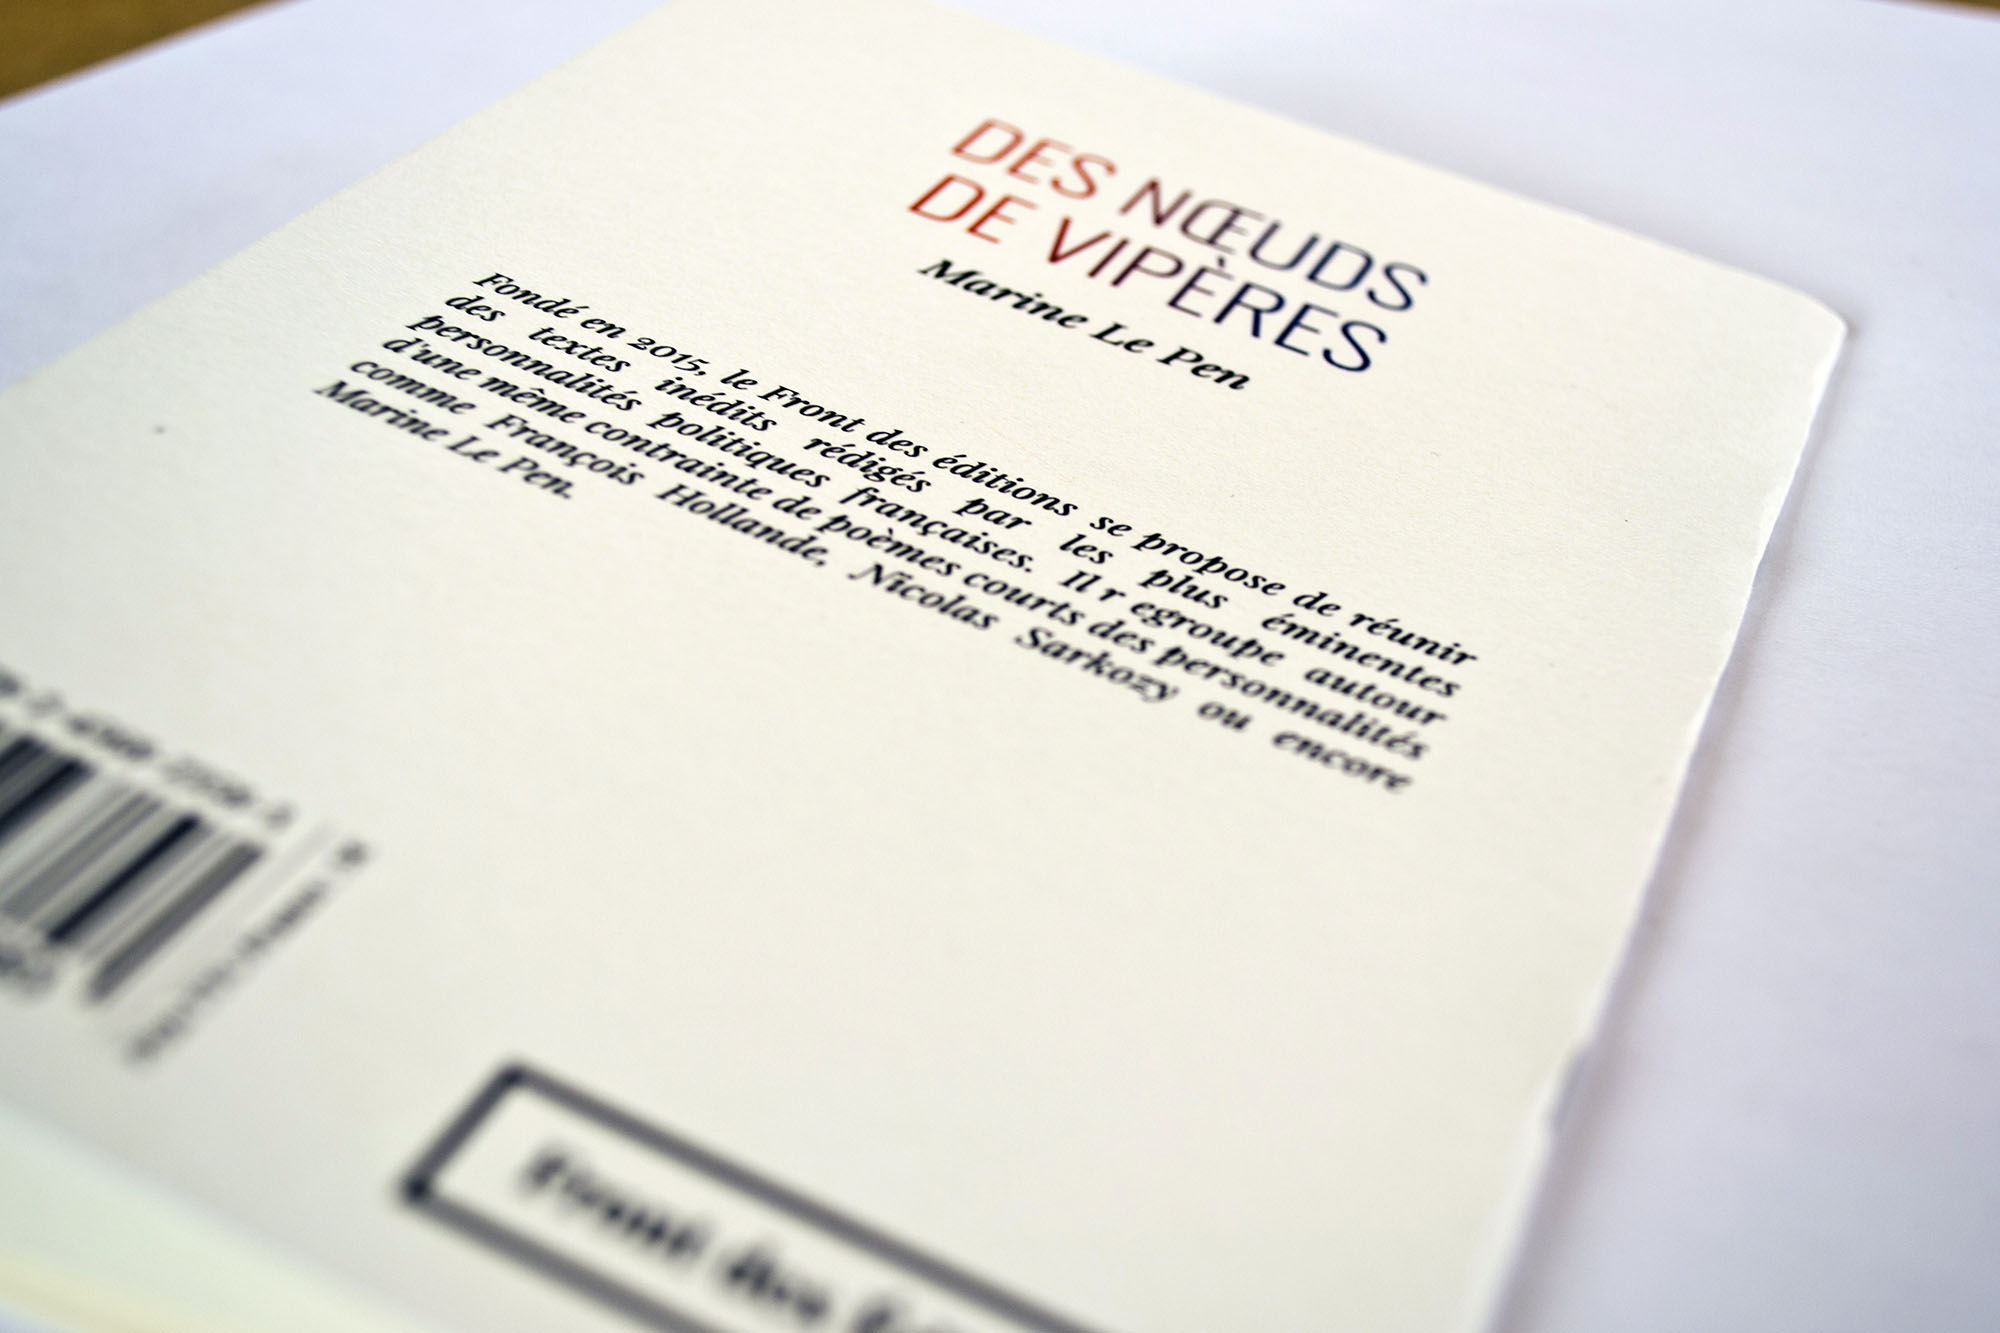 DES NŒUDS
DE VIPÈRES
Marine Le Pen
Fondé en 2015, le Front des éditions se propose de réunir
des textes inédits rédigés par les plus éminentes
personnalités politiques françaises. Il r egroupe autour
d'une même contrainte de poèmes courts des personnalités
comme François Hollande, Nicolas Sarkozy ou encore
Marine Le Pen.
Front des